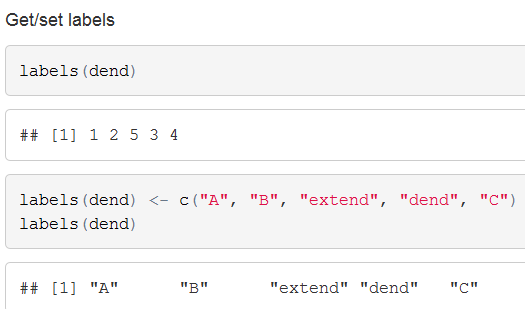 Get/set labels
labels(dend)
## [1] 1 2 5 3 4
labels(dend) <- c("A", "B", "extend", "dend", "C")
labels(dend)
## [1] "A"      "B"      "extend" "dend"   "C"